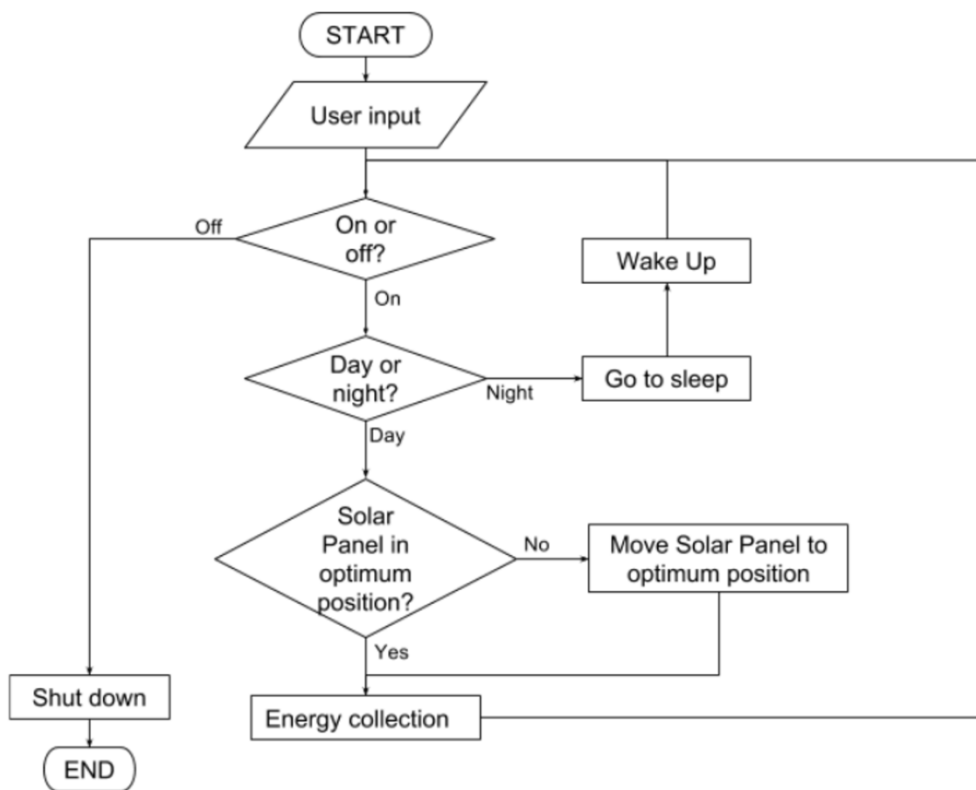 START
User input
On or
off?
Off
On
Wake Up
Day or
night?
Night
Go to sleep
Day
Solar
Panel in
optimum
position?
No
Move Solar Panel to
optimum position
Yes
Shut down
Energy collection
END